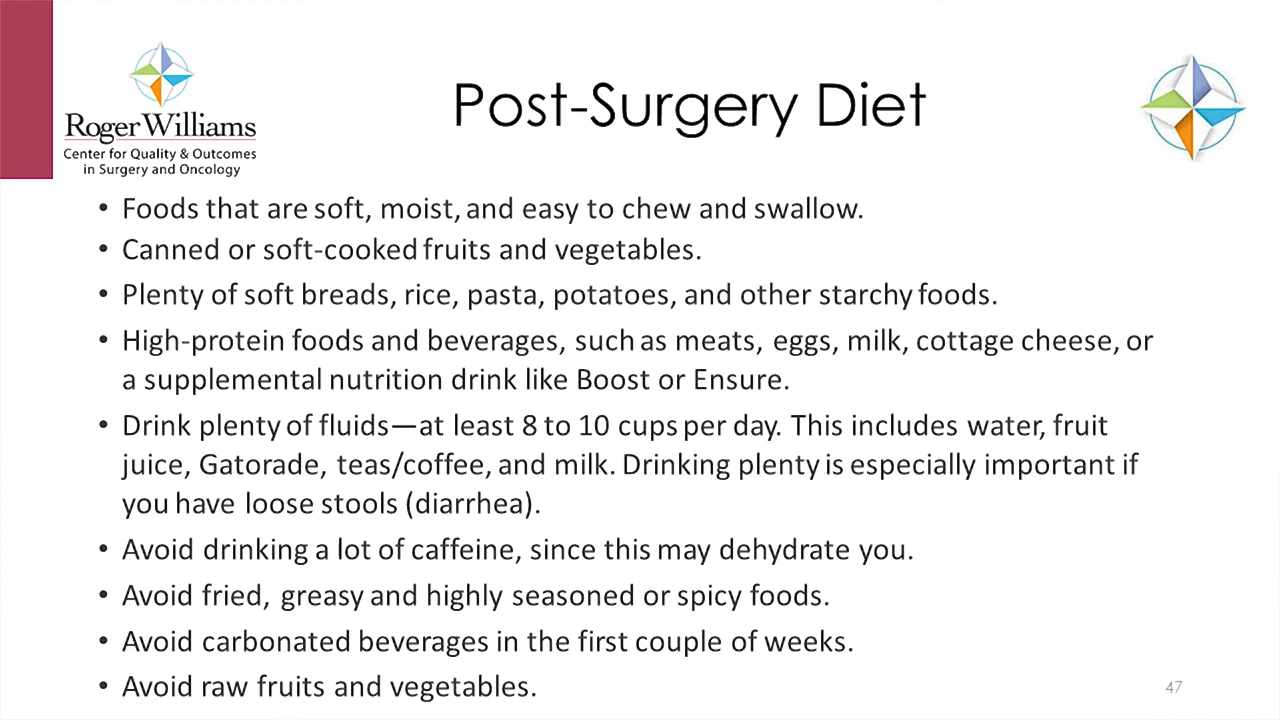 Roger Williams
Center for Quality & Outcomes
in Surgery and Oncology
Post-Surgery Diet
• Foods that are soft, moist, and easy to chew and swallow.
• Canned or soft-cooked fruits and vegetables.
• Plenty of soft breads, rice, pasta, potatoes, and other starchy foods.
• High-protein foods and beverages, such as meats, eggs, milk, cottage cheese, or
a supplemental nutrition drink like Boost or Ensure.
• Drink plenty of fluids—at least 8 to 10 cups per day. This includes water, fruit
juice, Gatorade, teas/coffee, and milk. Drinking plenty is especially important if
you have loose stools (diarrhea).
• Avoid drinking a lot of caffeine, since this may dehydrate you.
• Avoid fried, greasy and highly seasoned or spicy foods.
• Avoid carbonated beverages in the first couple of weeks.
• Avoid raw fruits and vegetables.
47